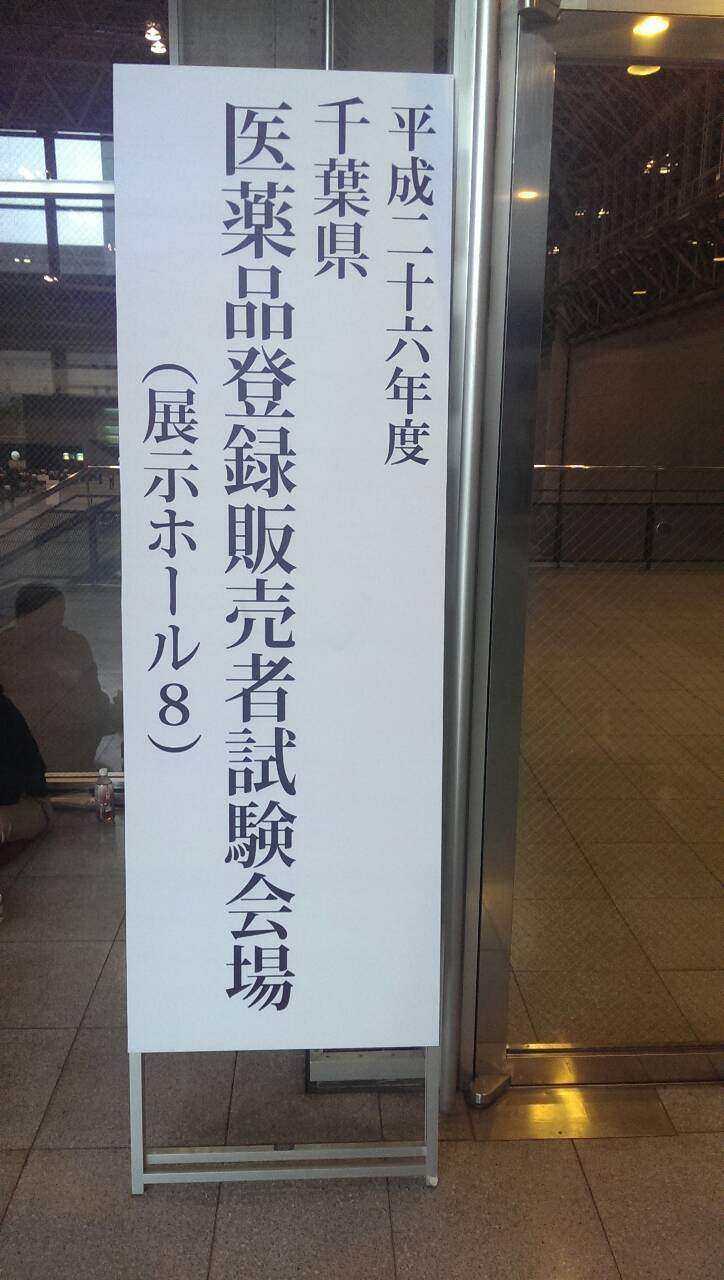 平成二十六年度
千葉県
医薬品登録販売者試験会場
（展示ホール８）